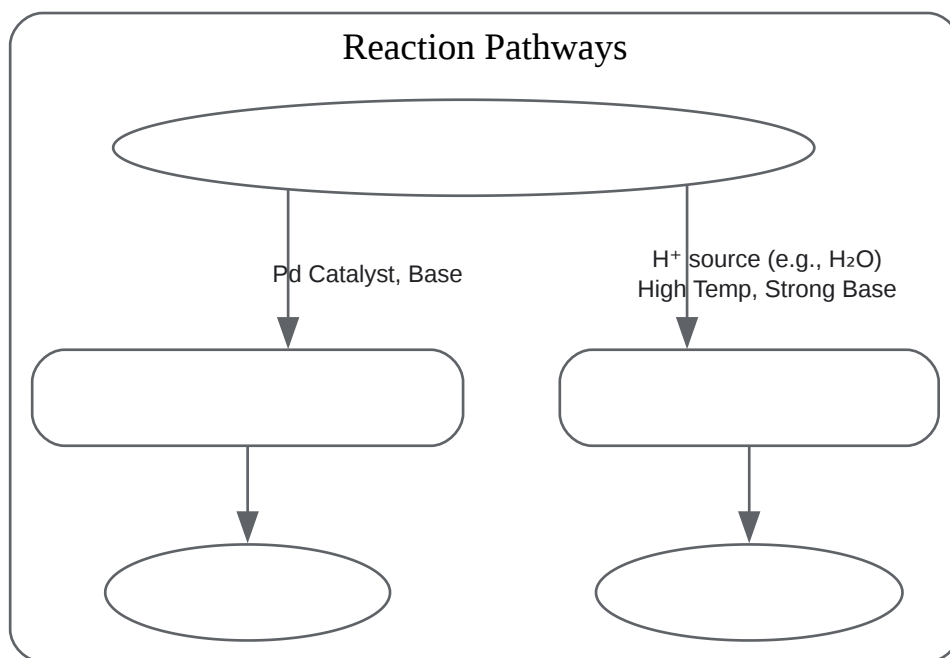 Reaction Pathways
Pd Catalyst, Base
H⁺ source (e.g., H₂O)
High Temp, Strong Base